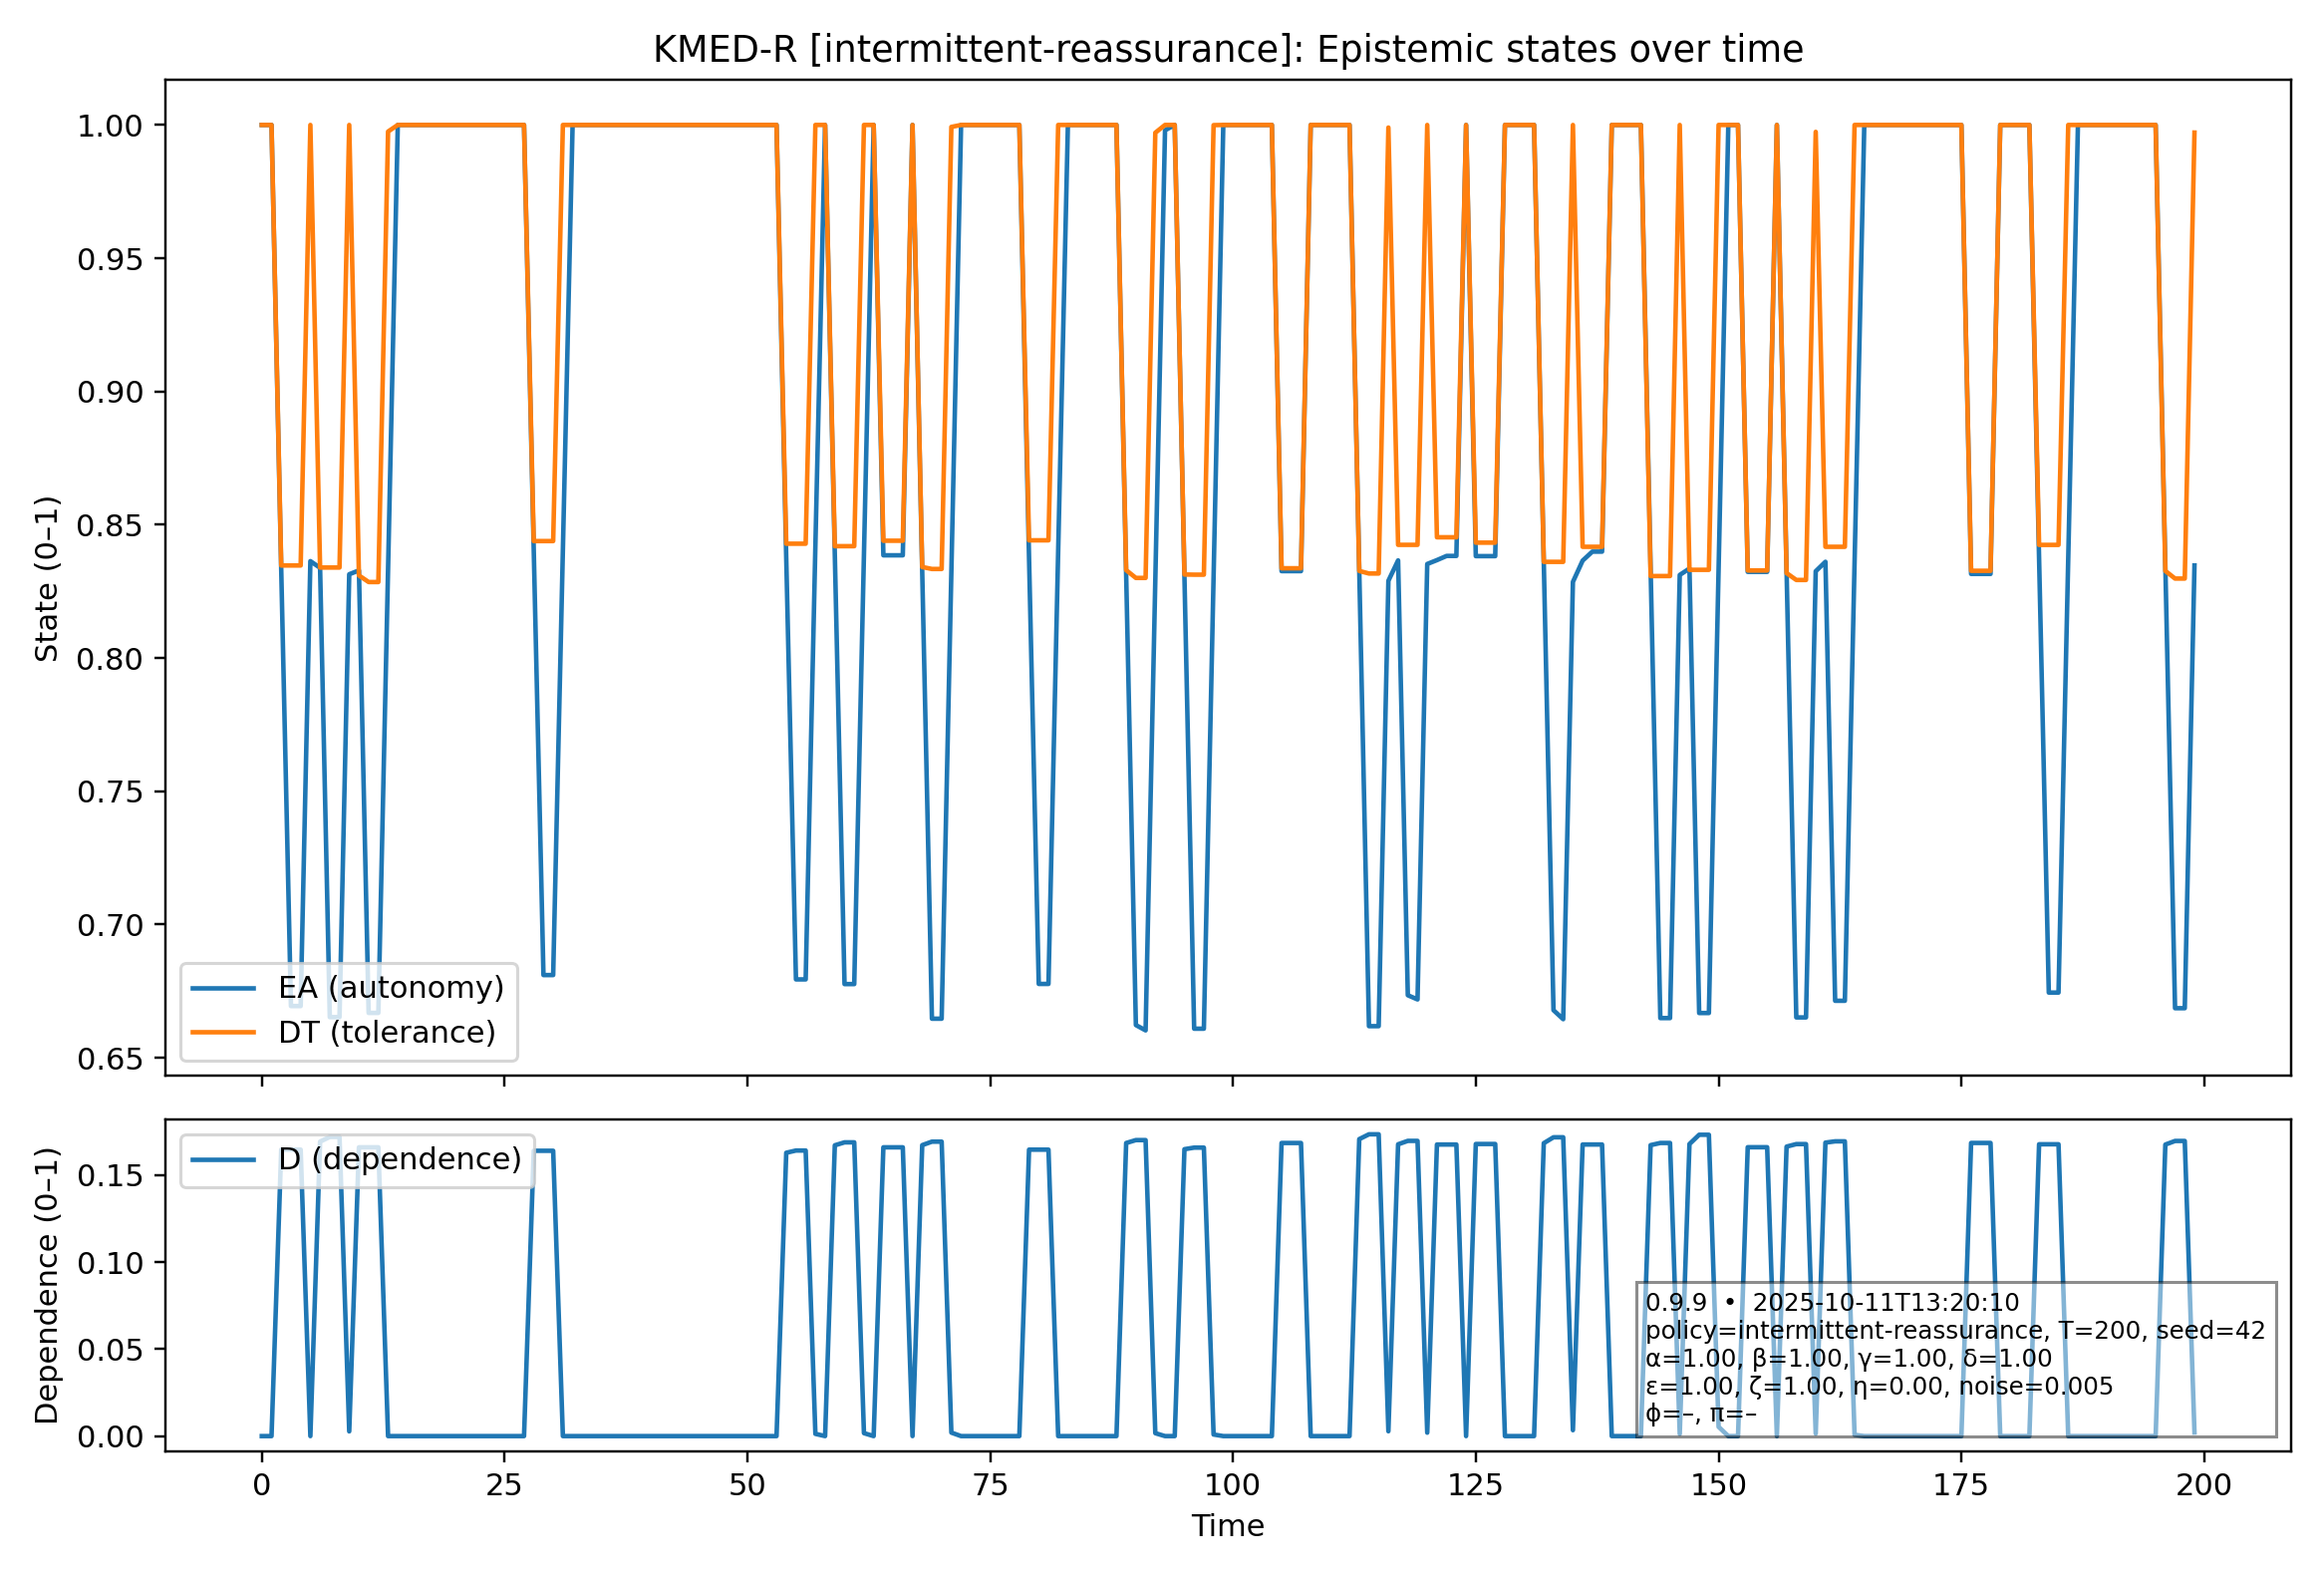 KMED-R [intermittent-reassurance]: Epistemic states over time
1.00
0.95
0.90
0.85
0.80
0.75
0.70
0.65
State (0–1)
EA (autonomy)
DT (tolerance)
0.15
0.10
0.05
0.00
Dependence (0–1)
D (dependence)
0.9.9 • 2025-10-11T13:20:10
policy=intermittent-reassurance, T=200, seed=42
α=1.00, β=1.00, γ=1.00, δ=1.00
ε=1.00, ζ=1.00, η=0.00, noise=0.005
ϕ=–, π=–
0 25 50 75 100 125 150 175 200
Time